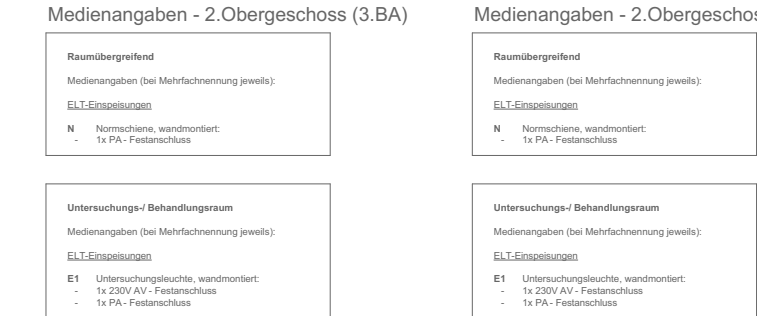 Medienangaben - 2.Obergeschoss (3.BA)
Raumübergreifend
Medienangaben (bei Mehrfachnennung jeweils):
ELT-Einspeisungen
N Normschiene, wandmontiert:
- 1x PA - Festanschluss
Untersuchungs-/ Behandlungsraum
Medienangaben (bei Mehrfachnennung jeweils):
ELT-Einspeisungen
E1 Untersuchungsleuchte, wandmontiert:
- 1x 230V AV - Festanschluss
- 1x PA - Festanschluss
Medienangaben - 2.Obergeschos
Raumübergreifend
Medienangaben (bei Mehrfachnennung jeweils):
ELT-Einspeisungen
N Normschiene, wandmontiert:
- 1x PA - Festanschluss
Untersuchungs-/ Behandlungsraum
Medienangaben (bei Mehrfachnennung jeweils):
ELT-Einspeisungen
E1 Untersuchungsleuchte, wandmontiert:
- 1x 230V AV - Festanschluss
- 1x PA - Festanschluss